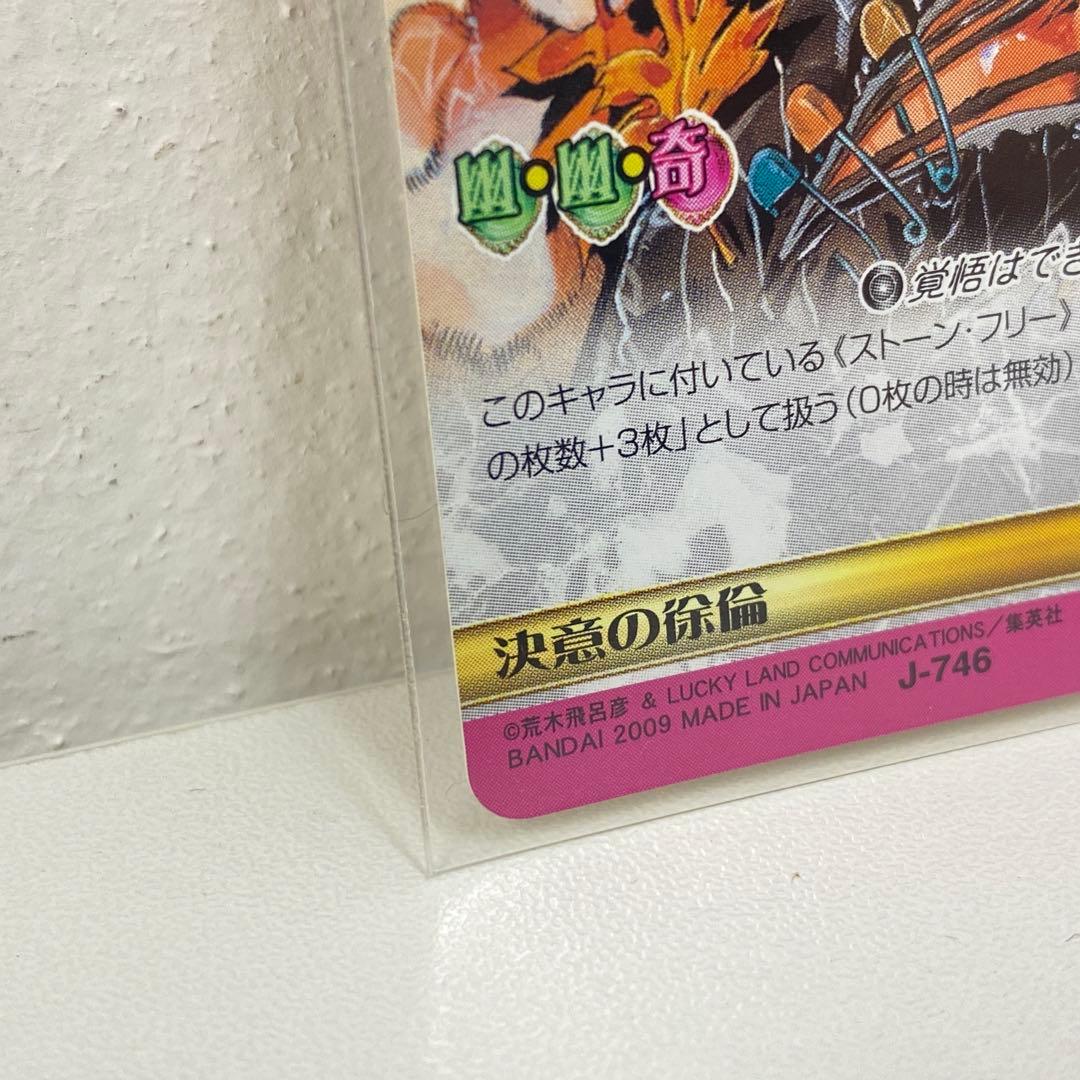 幽・幽・奇
覚悟はでき
このキャラに付いている《ストーン・フリー》
の枚数+3枚」として扱う(0枚の時は無効)
決意の徐倫
©荒木飛呂彦 & LUCKY LAND COMMUNICATIONS/集英社
BANDAI 2009 MADE IN JAPAN J-746